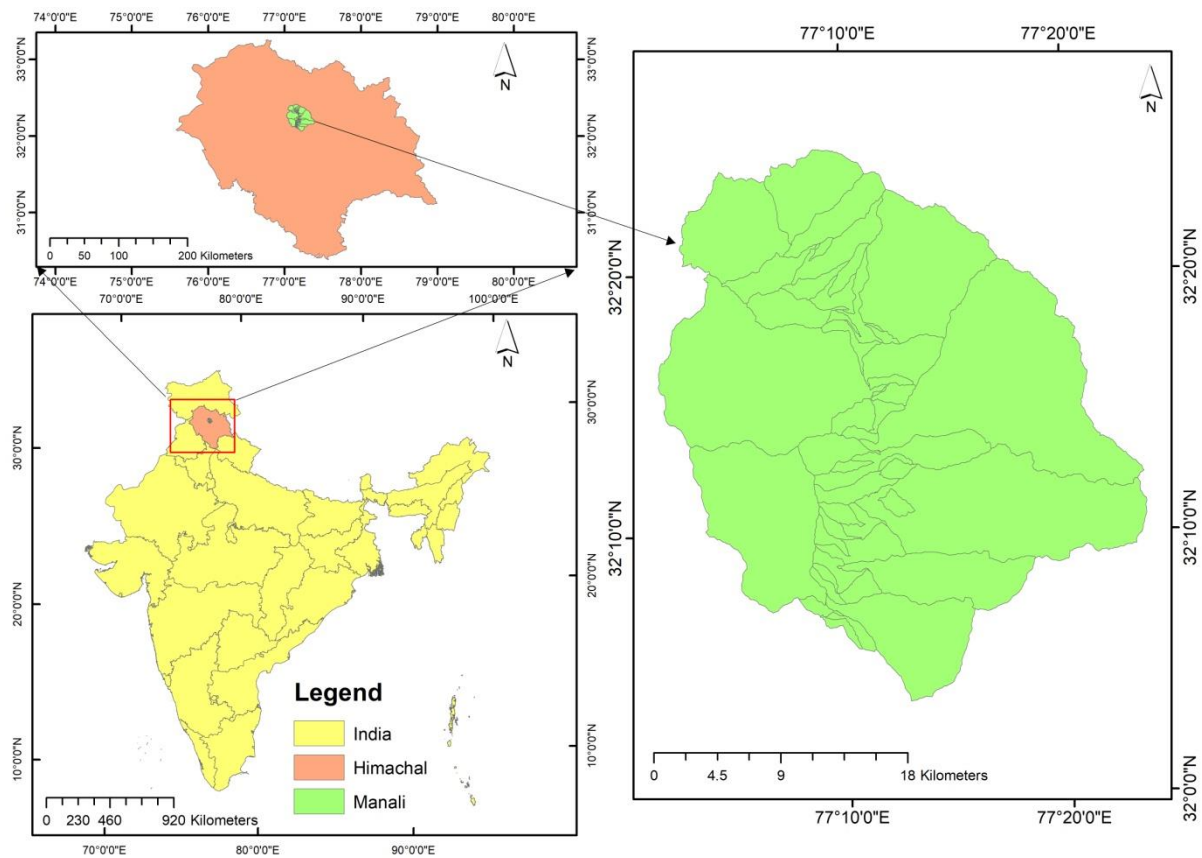 74°0'0"E 75°0'0"E 76°0'0"E 77°0'0"E 78°0'0"E 79°0'0"E 80°0'0"E
33°0'0"N
32°0'0"N
31°0'0"N
33°0'0"N
32°0'0"N
31°0'0"N
N
0 50 100 200 Kilometers
74°0'0"E 75°0'0"E 76°0'0"E 77°0'0"E 78°0'0"E 79°0'0"E 80°0'0"E
70°0'0"E 80°0'0"E 90°0'0"E 100°0'0"E
30°0'0"N
20°0'0"N
10°0'0"N
30°0'0"N
20°0'0"N
10°0'0"N
N
Legend
India
Himachal
Manali
0 230 460 920 Kilometers
70°0'0"E 80°0'0"E 90°0'0"E
77°10'0"E 77°20'0"E
N
32°20'0"N
32°10'0"N
32°20'0"N
32°10'0"N
32°0'0"N
0 4.5 9 18 Kilometers
77°10'0"E 77°20'0"E